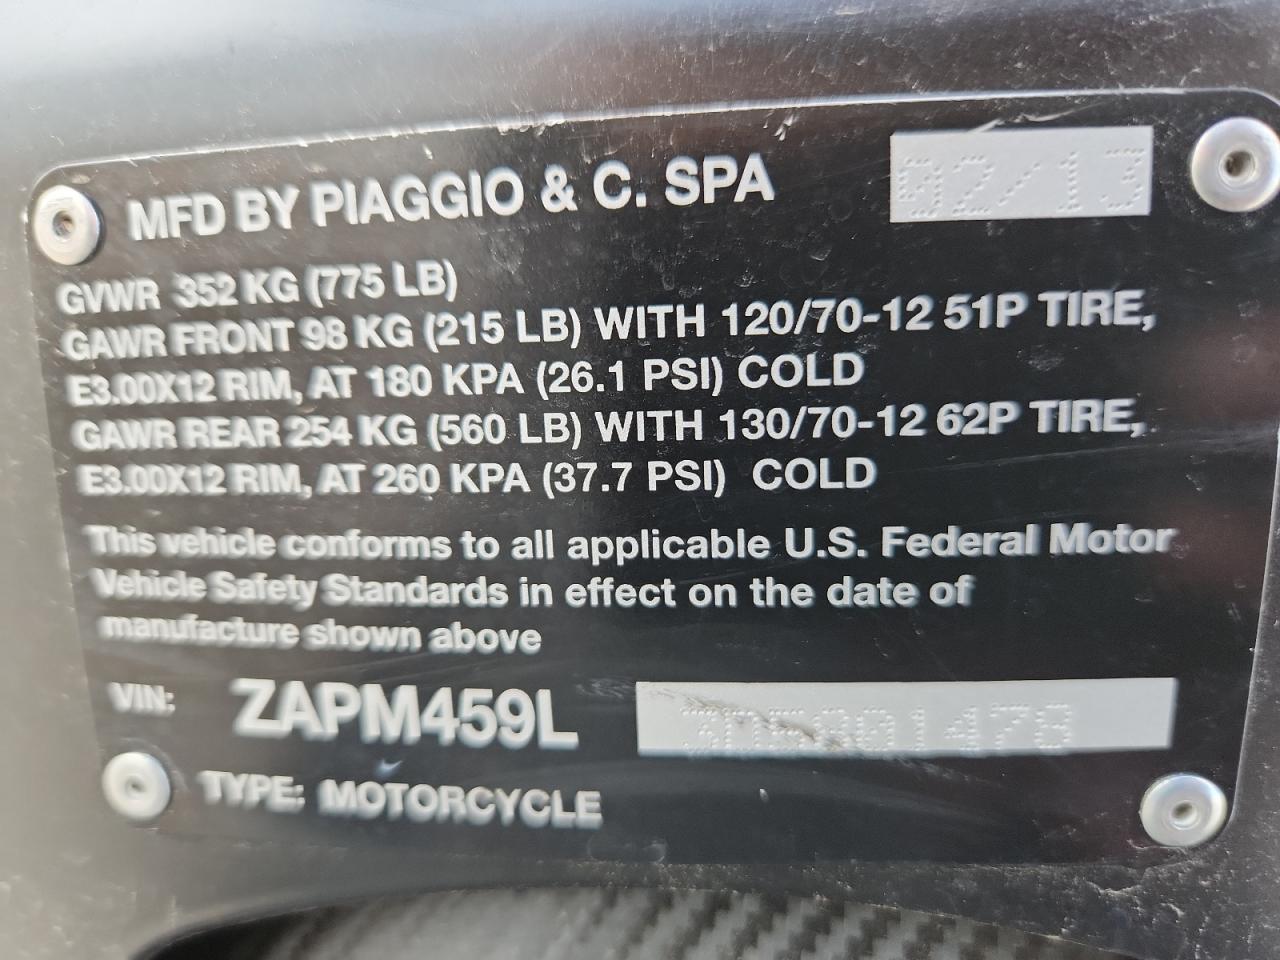 MFD BY PIAGGIO & C. SPA 02/13
GVWR 352 KG (775 LB)
GAWR FRONT 98 KG (215 LB) WITH 120/70-12 51P TIRE,
E3.00X12 RIM, AT 180 KPA (26.1 PSI) COLD
GAWR REAR 254 KG (560 LB) WITH 130/70-12 62P TIRE,
E3.00X12 RIM, AT 260 KPA (37.7 PSI) COLD
This vehicle conforms to all applicable U.S. Federal Motor
Vehicle Safety Standards in effect on the date of
manufacture shown above
VIN: ZAPM459L
TYPE: MOTORCYCLE